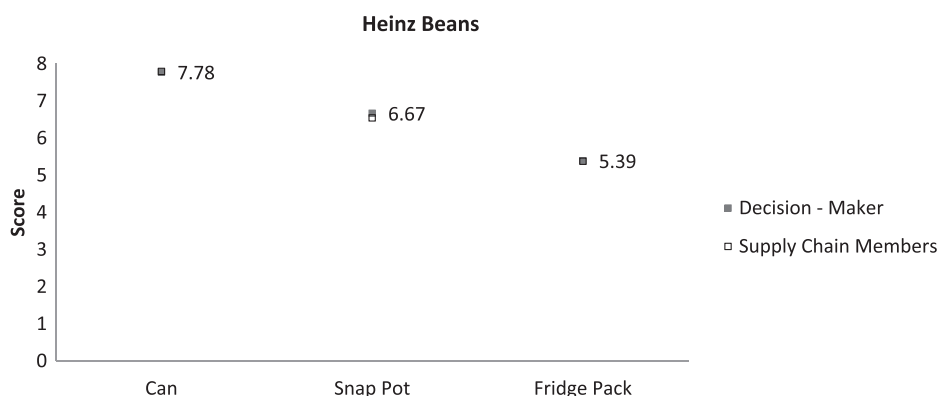 Heinz Beans
8
7
6
5
4
3
2
1
0
Score
7.78
6.67
5.39
Can
Snap Pot
Fridge Pack
Decision - Maker
Supply Chain Members